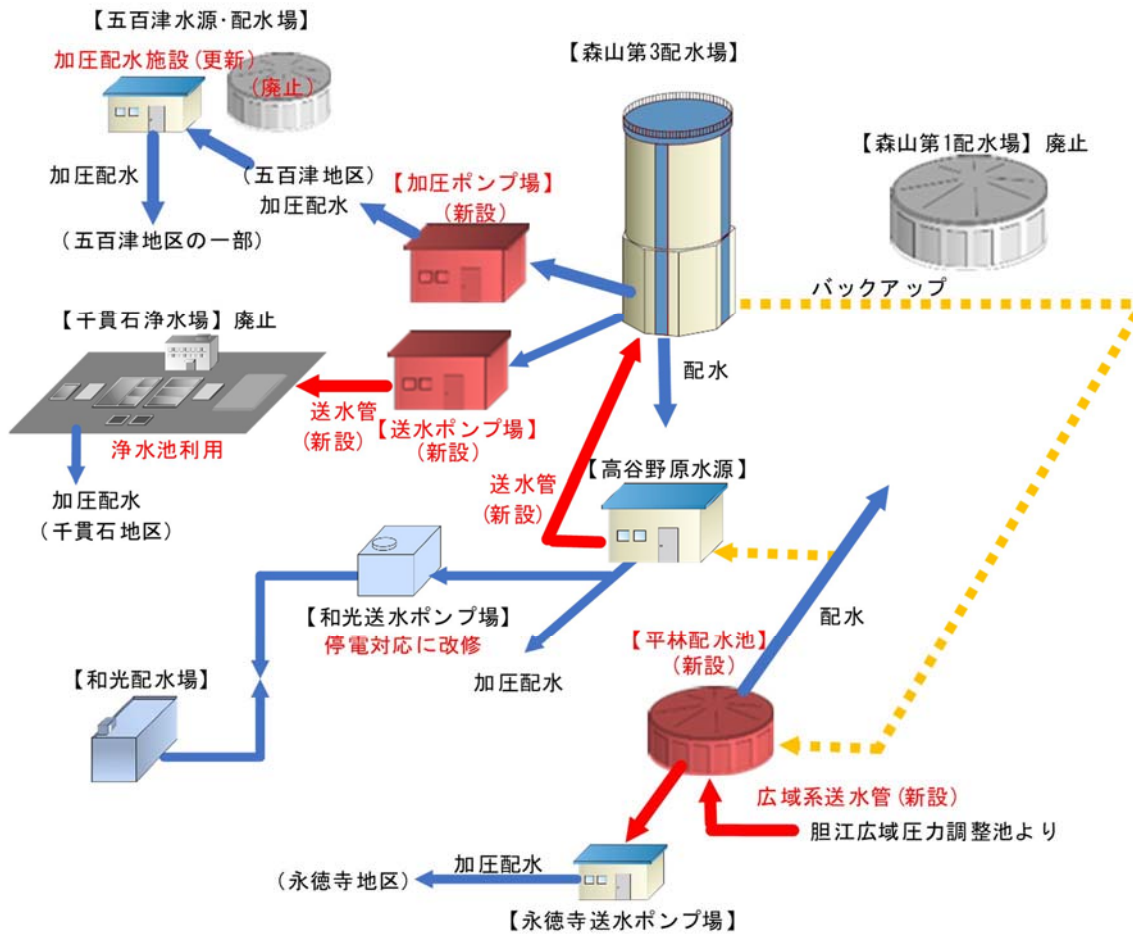 【五百津水源･配水場】
加圧配水施設(更新)
(廃止)
加圧配水
(五百津地区の一部)
(五百津地区)
加圧配水
【加圧ポンプ場】
(新設)
【森山第3配水場】
【森山第1配水場】廃止
バックアップ
【千貫石浄水場】廃止
浄水池利用
加圧配水
(千貫石地区)
送水管
(新設)
【送水ポンプ場】
(新設)
配水
送水管
(新設)
【高谷野原水源】
【和光送水ポンプ場】
停電対応に改修
加圧配水
【和光配水場】
配水
【平林配水池】
(新設)
広域系送水管(新設)
胆江広域圧力調整池より
加圧配水
(永徳寺地区)
【永徳寺送水ポンプ場】